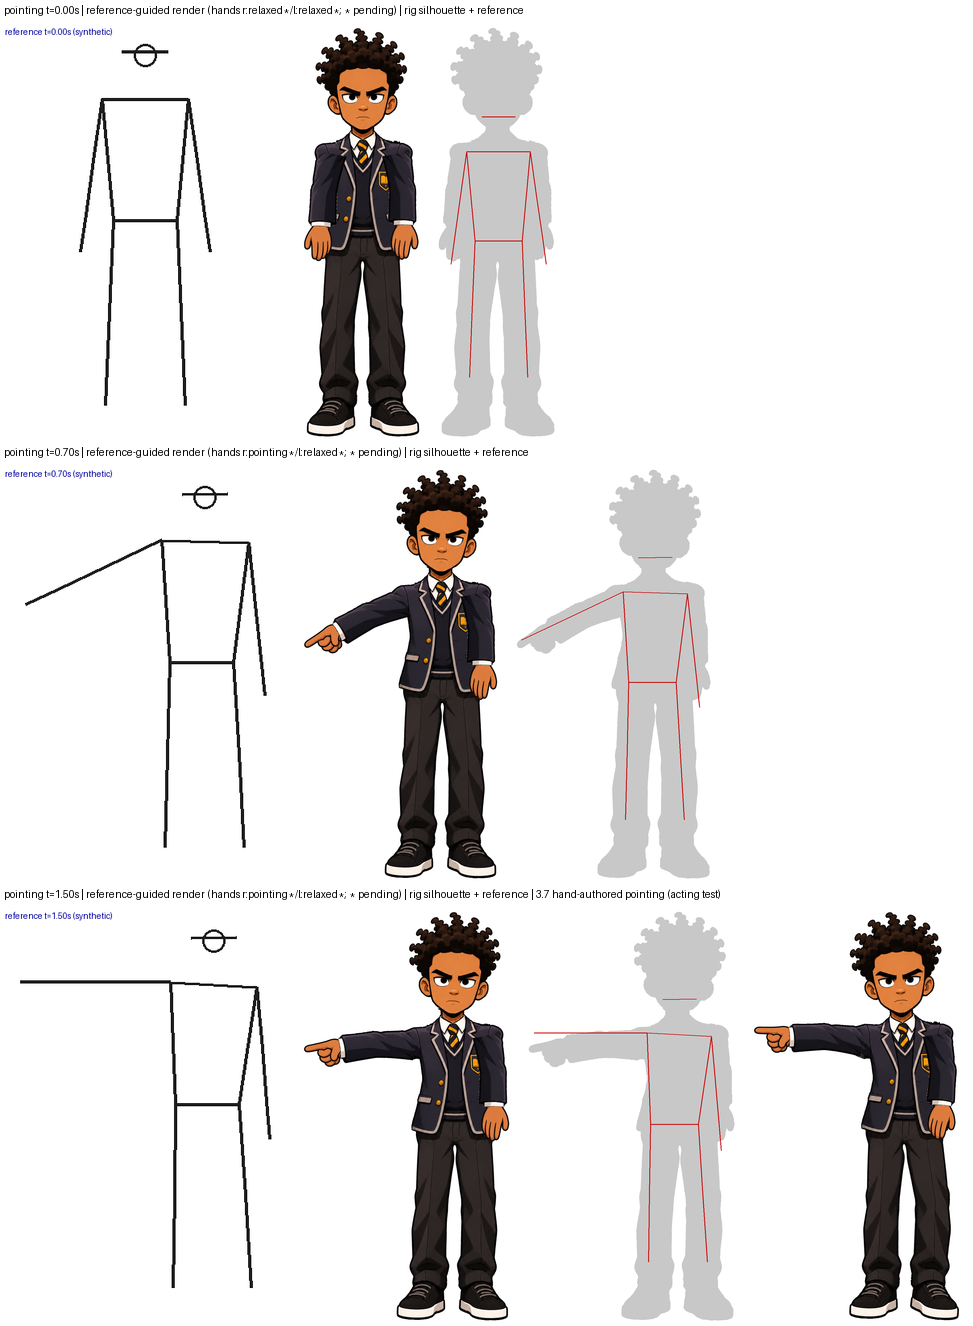 pointing t=0.00s | reference-guided render (hands r:relaxed*/l:relaxed*; * pending) | rig silhouette + reference
reference t=0.00s (synthetic)
pointing t=0.70s | reference-guided render (hands r:pointing*/l:relaxed*; * pending) | rig silhouette + reference
reference t=0.70s (synthetic)
pointing t=1.50s | reference-guided render (hands r:pointing*/l:relaxed*; * pending) | rig silhouette + reference | 3.7 hand-authored pointing (acting test)
reference t=1.50s (synthetic)